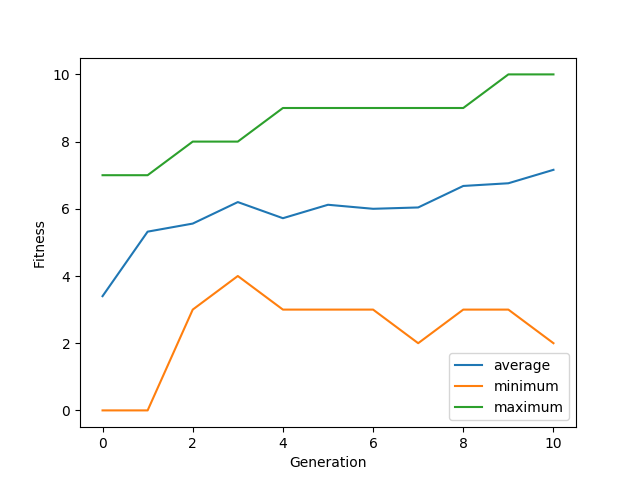 10
8
6
4
2
0
Fitness
0 2 4 6 8 10
Generation
average
minimum
maximum